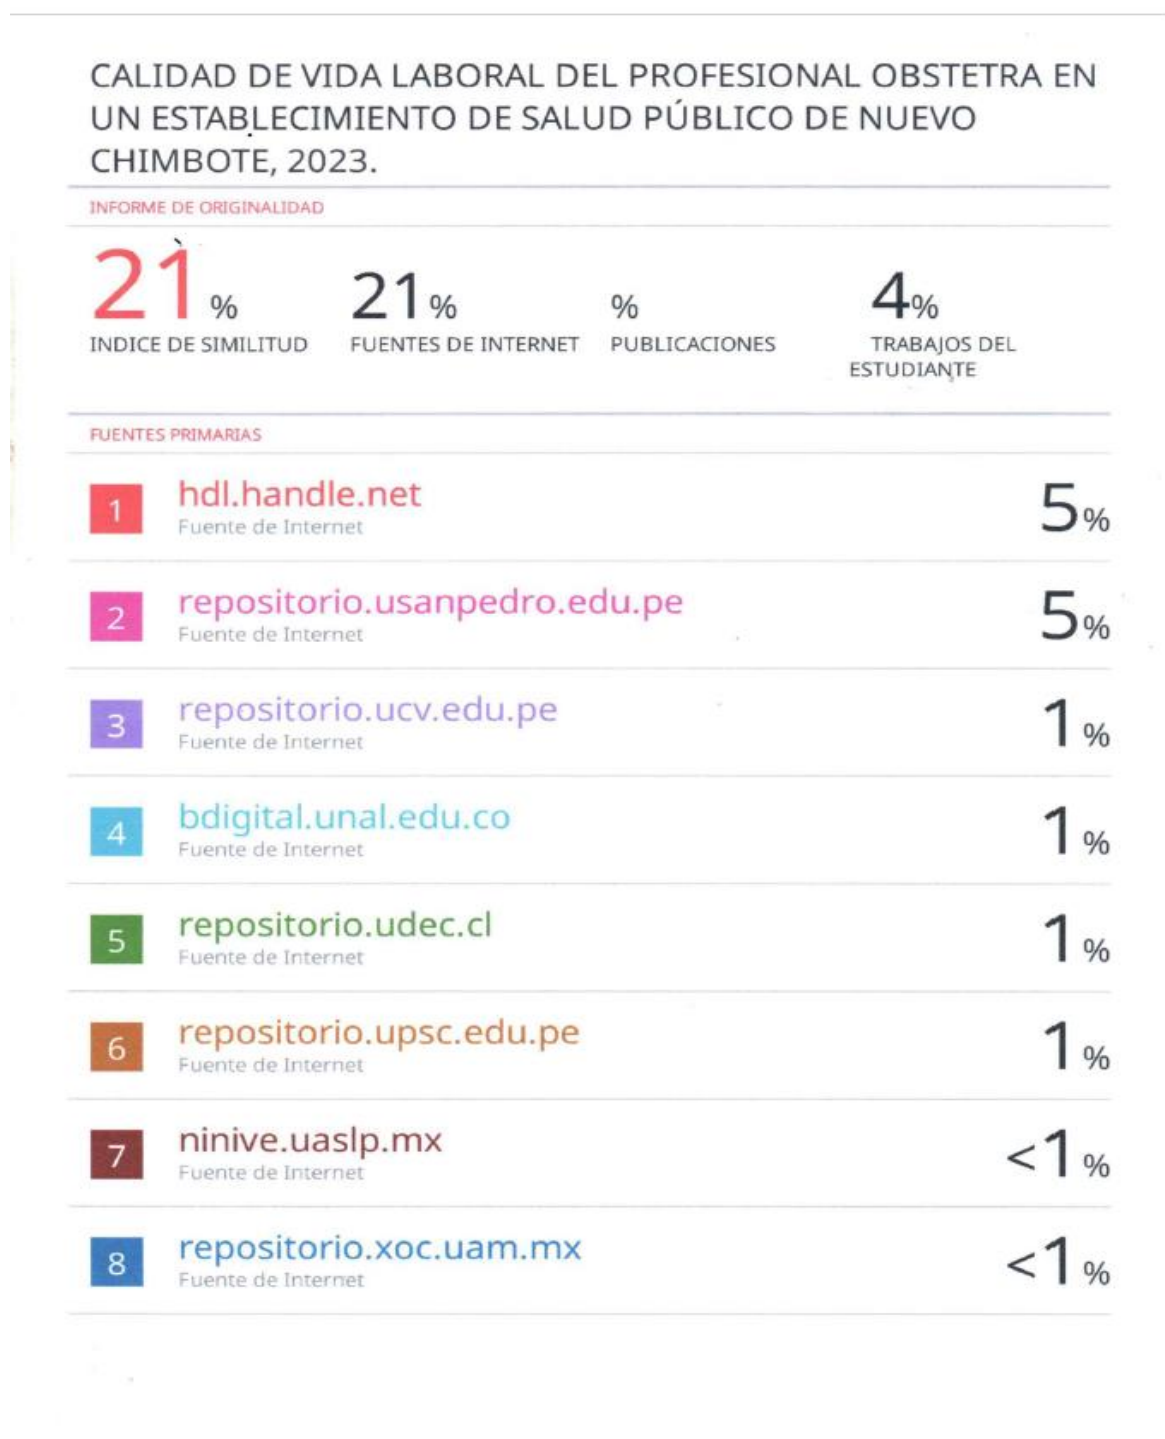 CALIDAD DE VIDA LABORAL DEL PROFESIONAL OBSTETRA EN
UN ESTABLECIMIENTO DE SALUD PÚBLICO DE NUEVO
CHIMBOTE, 2023.
INFORME DE ORIGINALIDAD
21% 21% % 4%
INDICE DE SIMILITUD FUENTES DE INTERNET PUBLICACIONES TRABAJOS DEL
ESTUDIANTE
FUENTES PRIMARIAS
1 hdl.handle.net 5%
Fuente de Internet
2 repositorio.usanpedro.edu.pe 5%
Fuente de Internet
3 repositorio.ucv.edu.pe 1%
Fuente de Internet
4 bdigital.unal.edu.co 1%
Fuente de Internet
5 repositorio.udec.cl 1%
Fuente de Internet
6 repositorio.upsc.edu.pe 1%
Fuente de Internet
7 ninive.uaslp.mx <1%
Fuente de Internet
8 repositorio.xoc.uam.mx <1%
Fuente de Internet